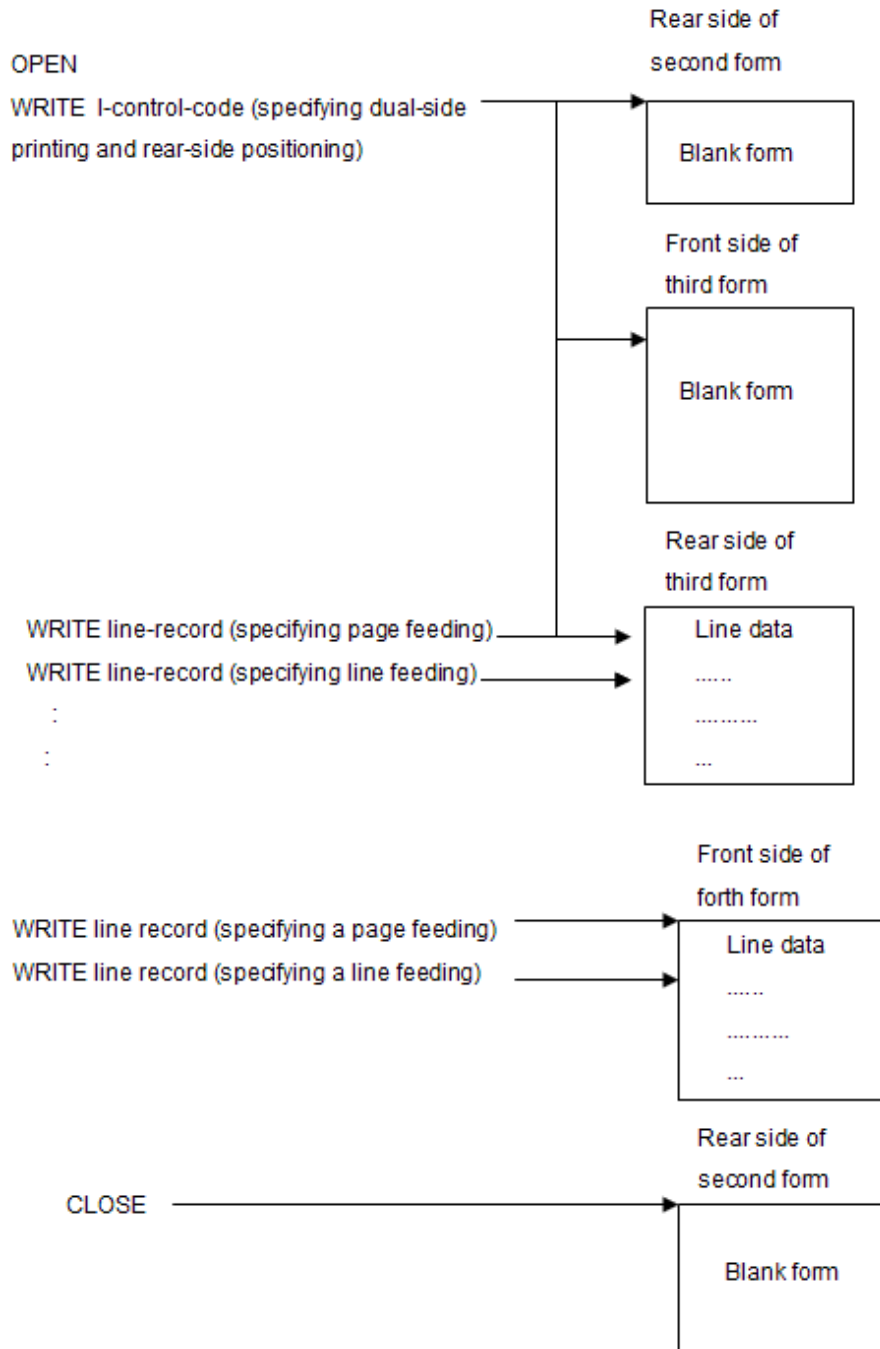 Rear side of
second form
OPEN
WRITE I-control-code (specifying dual-side
printing and rear-side positioning)
Blank form
Front side of
third form
Blank form
Rear side of
third form
WRITE line-record (specifying page feeding)
Line data
WRITE line-record (specifying line feeding)
......
:
..........
:
...
Front side of
forth form
WRITE line record (specifying a page feeding)
Line data
WRITE line record (specifying a line feeding)
......
..........
...
Rear side of
second form
CLOSE
Blank form